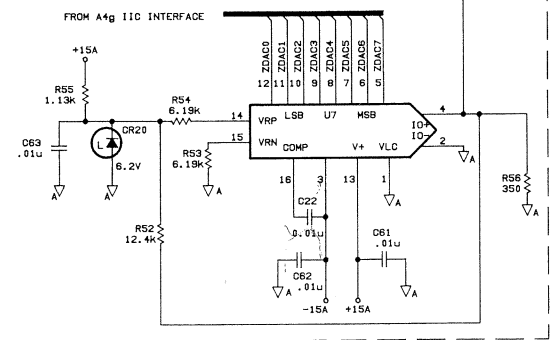 FROM A4g IIC INTERFACE
+15A
ZDAC0
ZDAC1
ZDAC2
ZDAC3
ZDAC4
ZDAC5
ZDAC6
ZDAC7
12
11
10
9
8
7
6
5
R55
1.13k
R54
6.19k
14
VRP
LSB
U7
MSB
4
IO+
IO-
2
A
CR20
L
6.2V
C63
.01u
A
A
R53
6.19k
15
VRN
COMP
V+
VLC
A
16
3
13
1
A
R56
350
A
R52
12.4k
C22
0.01u
C61
.01u
A
C62
.01u
A
-15A
+15A